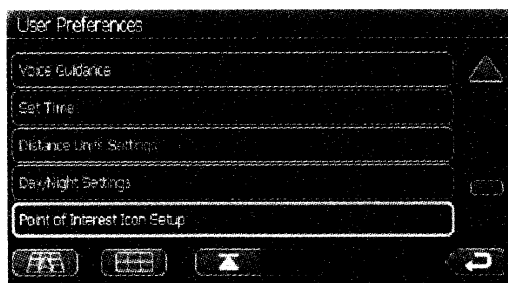 User Preferences
Voice Guidance
Set Time
Distance Units Settings
Day/Night Settings
Point of Interest Icon Setup